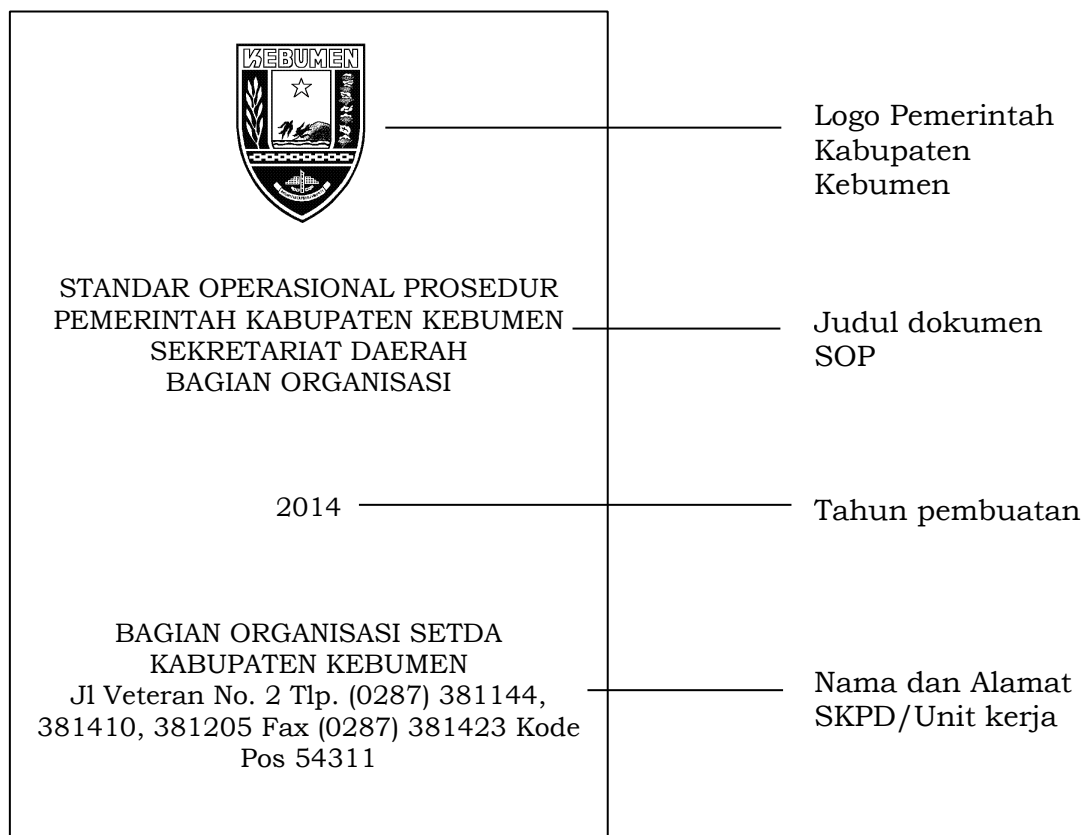 KEBUMEN
Logo Pemerintah
Kabupaten
Kebumen
STANDAR OPERASIONAL PROSEDUR
PEMERINTAH KABUPATEN KEBUMEN
SEKRETARIAT DAERAH
BAGIAN ORGANISASI
Judul dokumen
SOP
2014
Tahun pembuatan
BAGIAN ORGANISASI SETDA
KABUPATEN KEBUMEN
Jl Veteran No. 2 Tlp. (0287) 381144,
381410, 381205 Fax (0287) 381423 Kode
Pos 54311
Nama dan Alamat
SKPD/Unit kerja